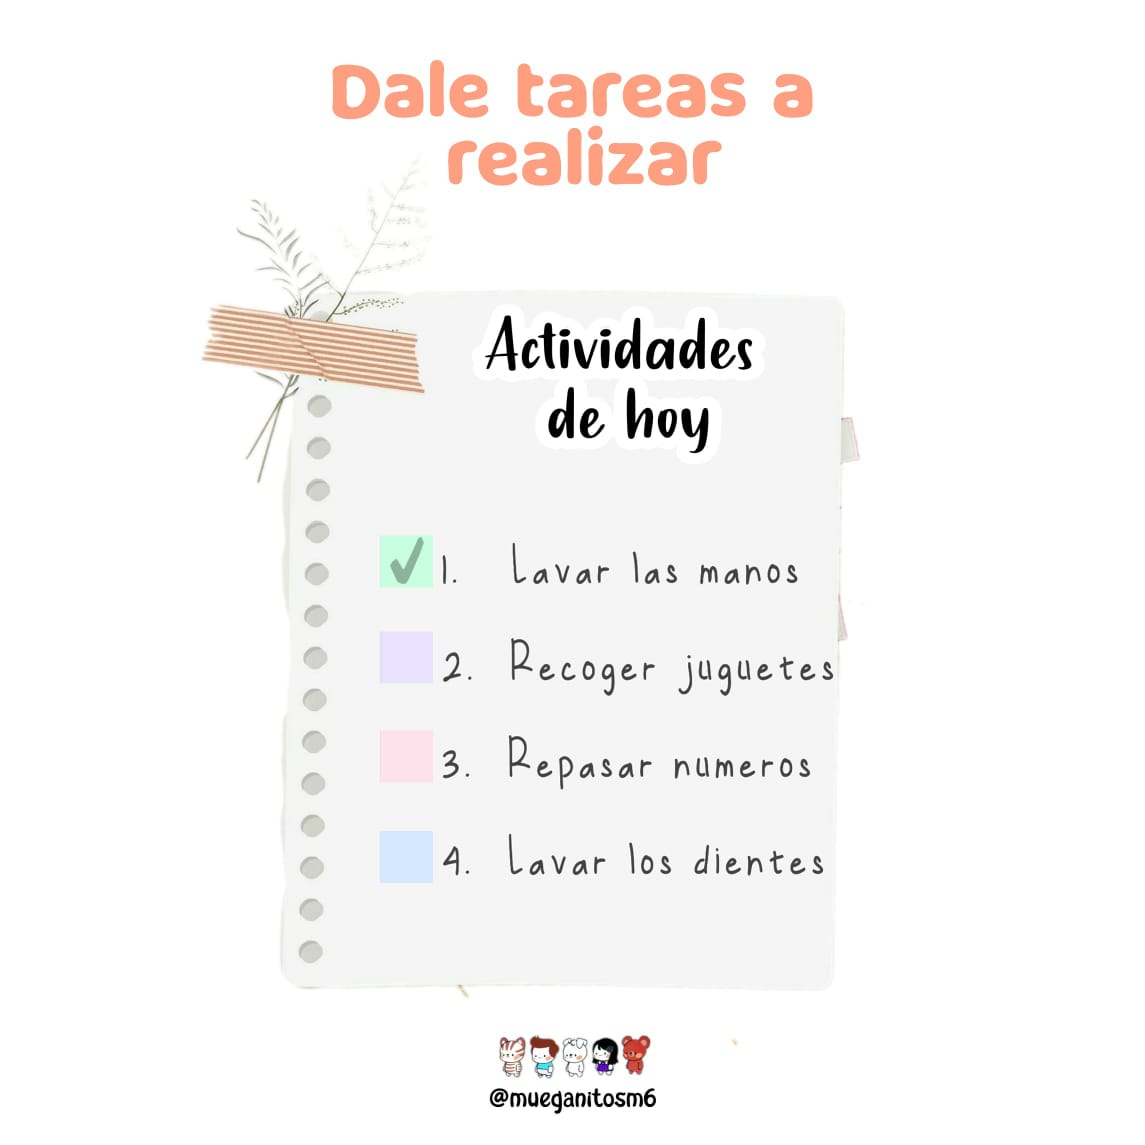 Dale tareas a
realizar
Actividades
de hoy
✓ 1. Lavar las manos
2. Recoger juguetes
3. Repasar numeros
4. Lavar los dientes
@mueganitosm6